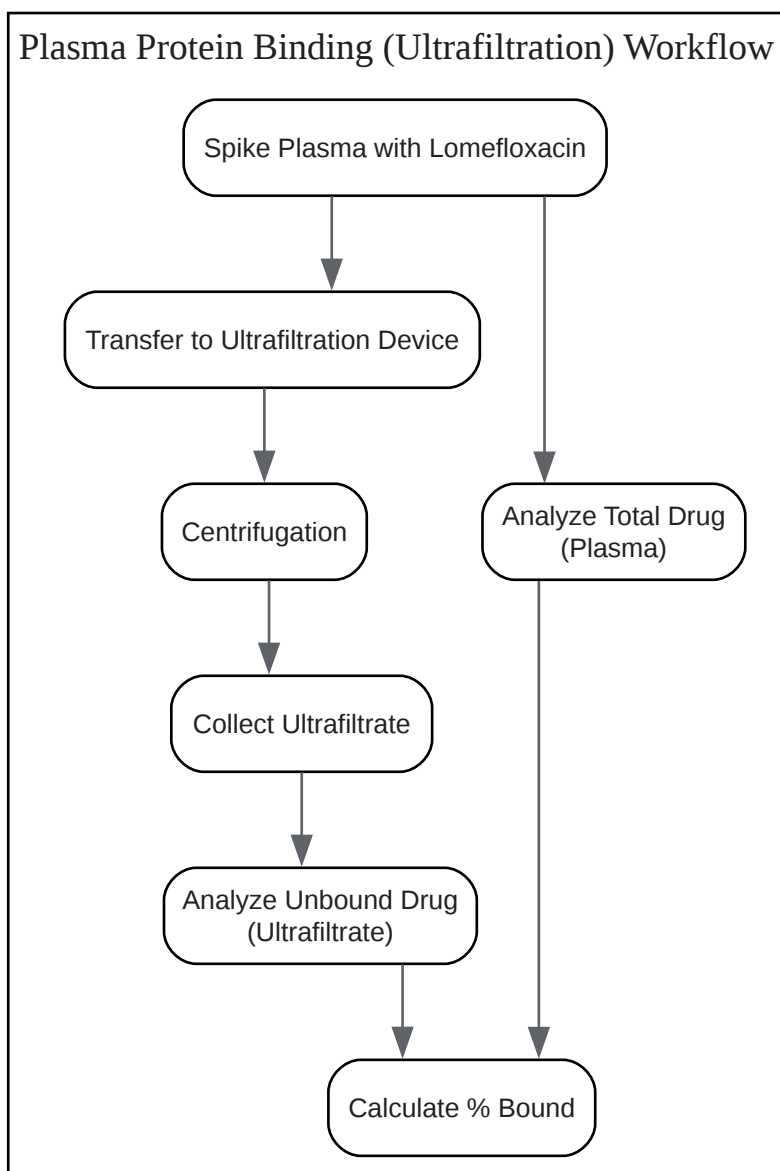 Plasma Protein Binding (Ultrafiltration) Workflow
Spike Plasma with Lomefloxacin
Transfer to Ultrafiltration Device
Centrifugation
Analyze Total Drug
(Plasma)
Collect Ultrafiltrate
Analyze Unbound Drug
(Ultrafiltrate)
Calculate % Bound